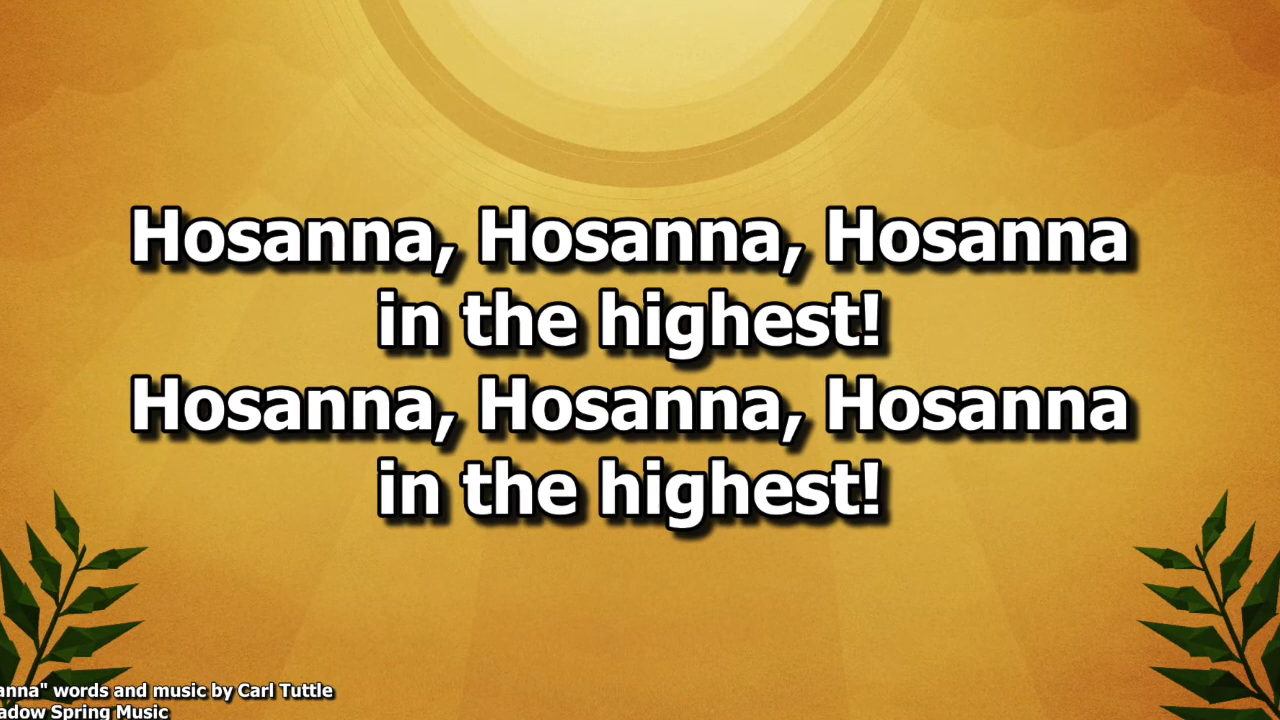 Hosanna, Hosanna, Hosanna
in the highest!
Hosanna, Hosanna, Hosanna
in the highest!
anna" words and music by Carl Tuttle
adow Spring Music